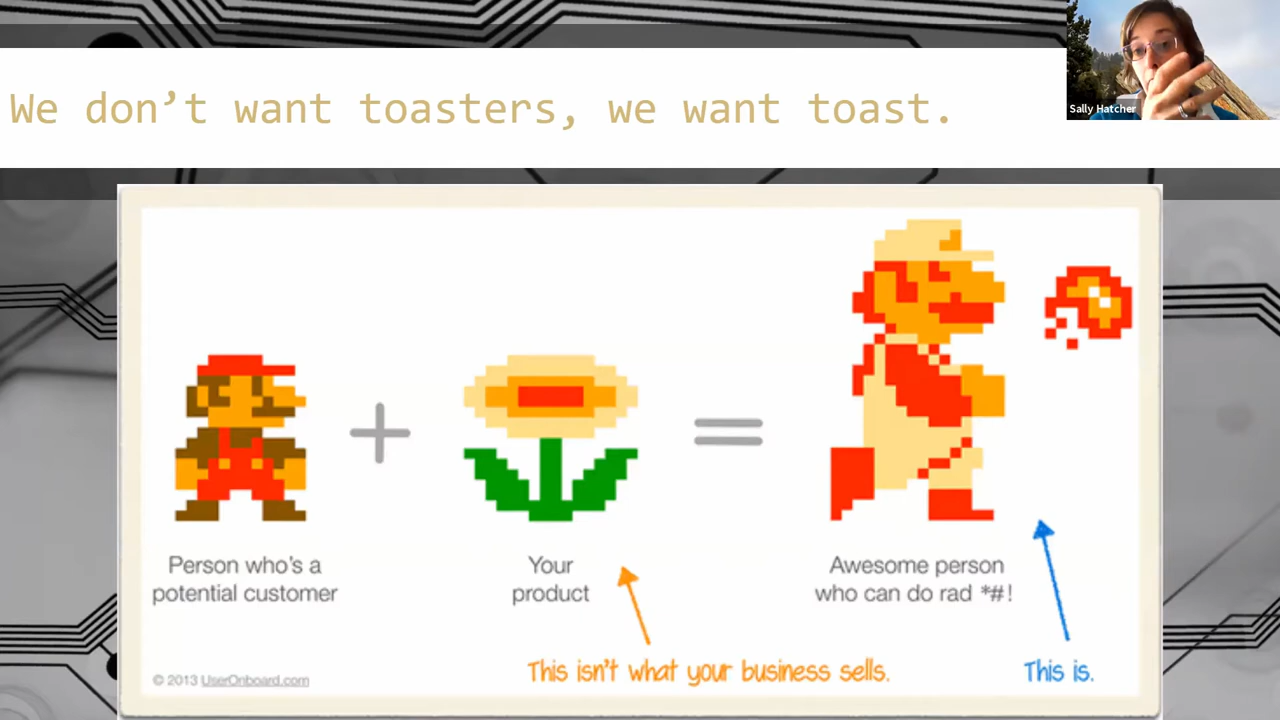 We don’t want toasters, we want toast.
Sally Hatcher
Person who's a
potential customer
Your
product
Awesome person
who can do rad *#!
This isn't what your business sells.
This is.
© 2013 UserOnboard.com